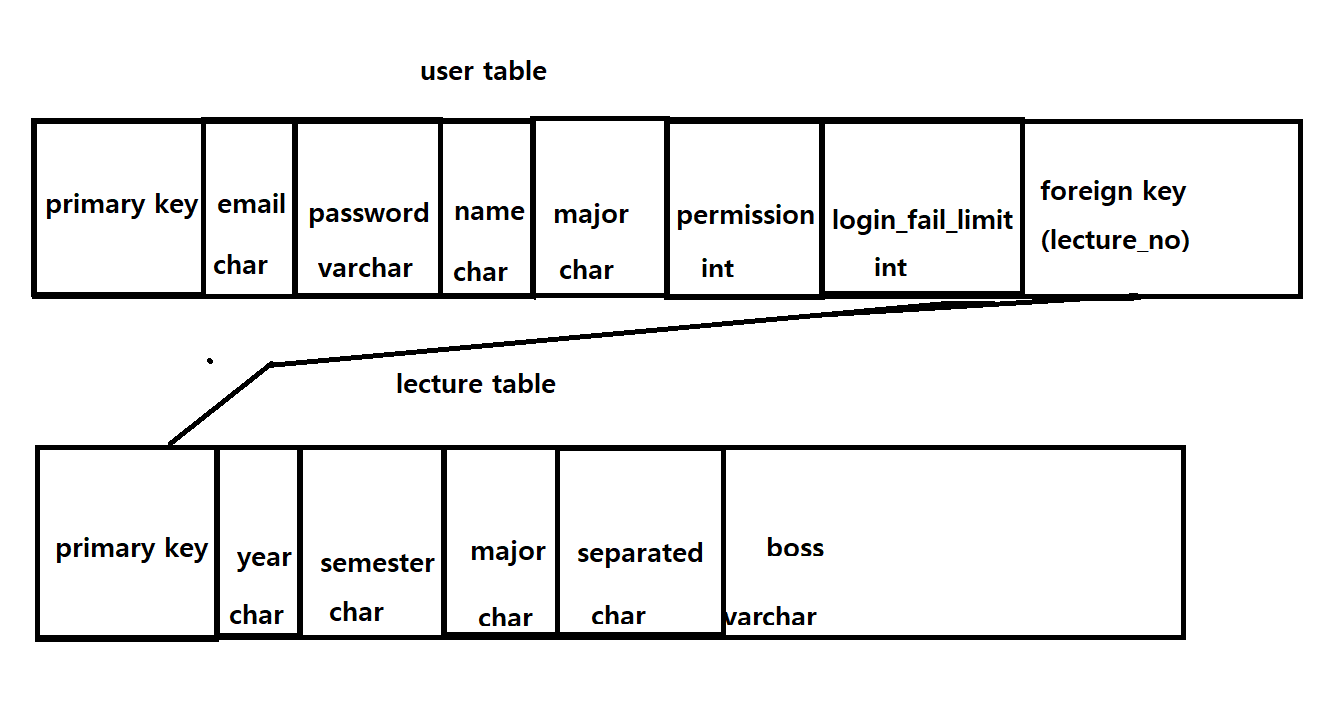 user table
primary key
email
char
password
varchar
name
char
major
char
permission
int
login_fail_limit
int
foreign key
(lecture_no)
lecture table
primary key
year
char
semester
char
major
char
separated
char
boss
varchar